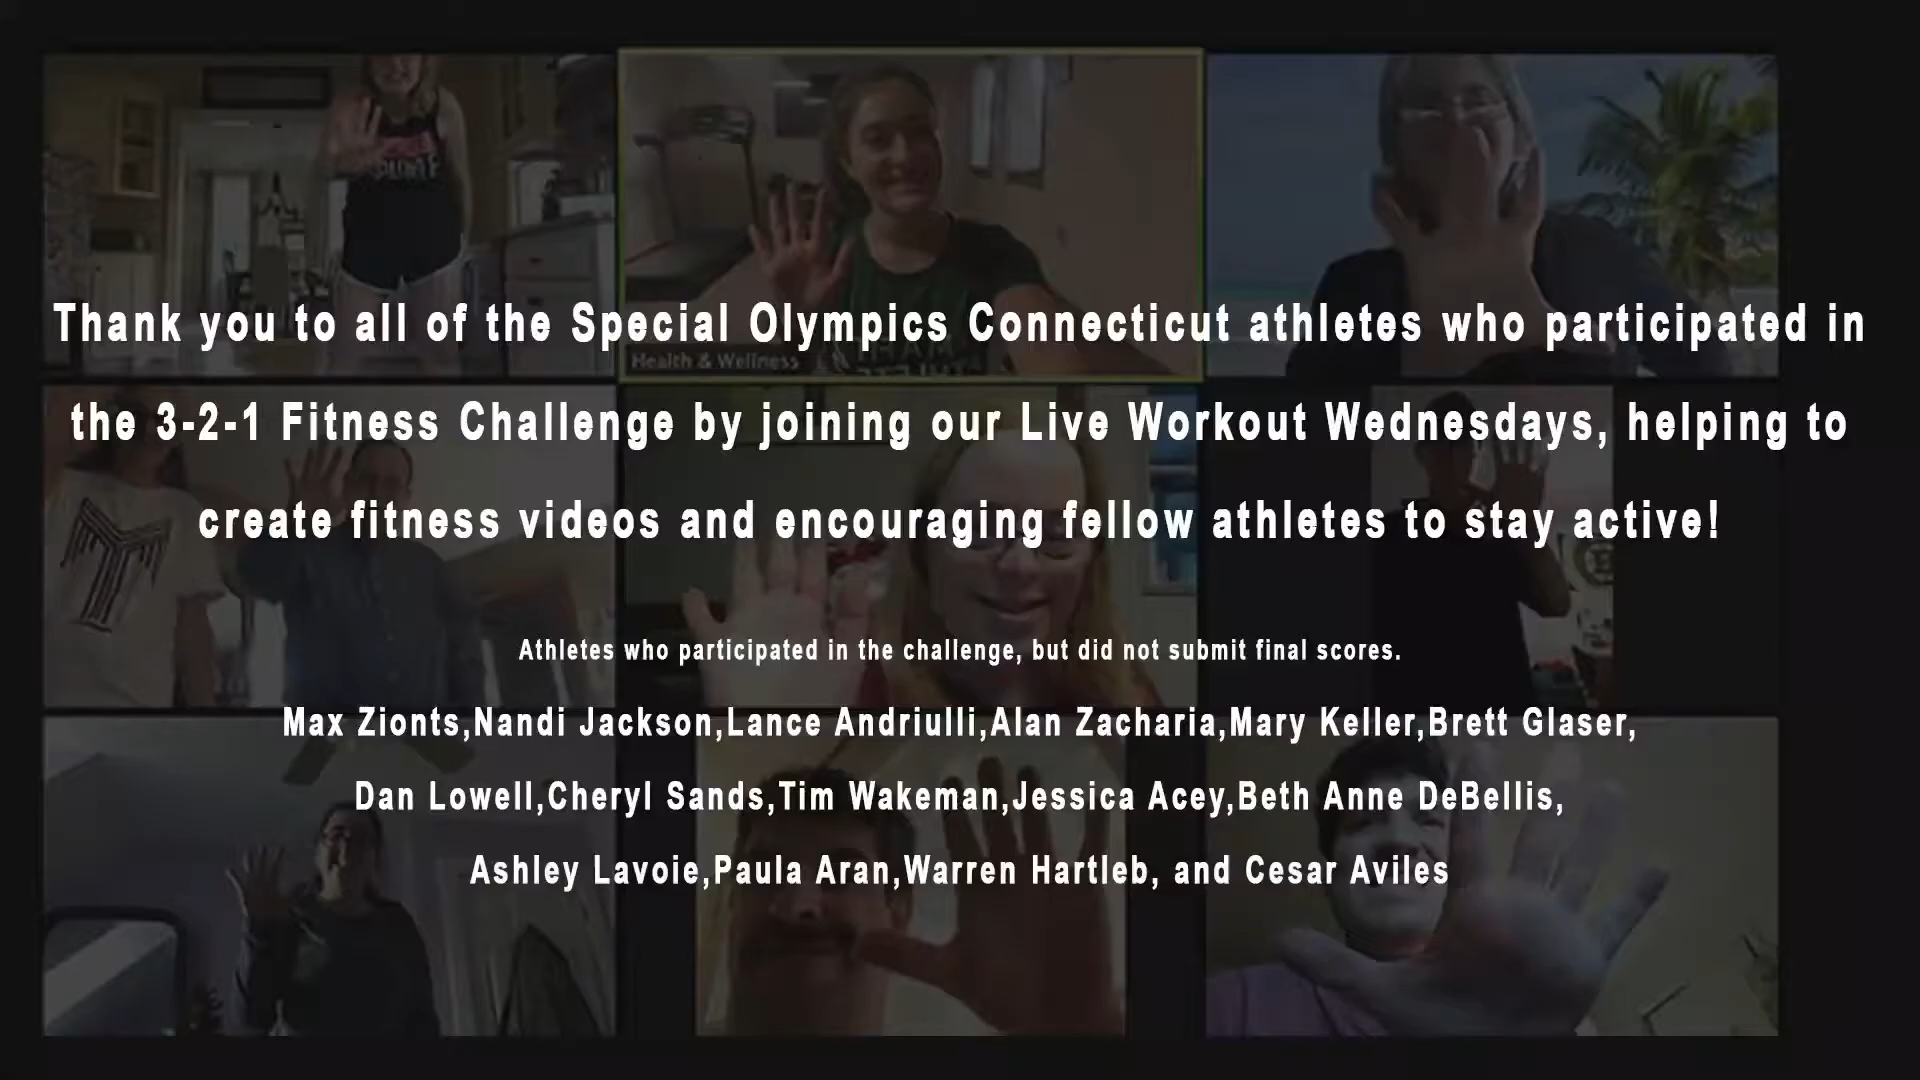 Thank you to all of the Special Olympics Connecticut athletes who participated in
Health & Wellness
the 3-2-1 Fitness Challenge by joining our Live Workout Wednesdays, helping to
create fitness videos and encouraging fellow athletes to stay active!
Athletes who participated in the challenge, but did not submit final scores.
Max Zionts,Nandi Jackson,Lance Andriulli,Alan Zacharia,Mary Keller,Brett Glaser,
Dan Lowell,Cheryl Sands,Tim Wakeman,Jessica Acey,Beth Anne DeBellis,
Ashley Lavoie,Paula Aran,Warren Hartleb, and Cesar Aviles